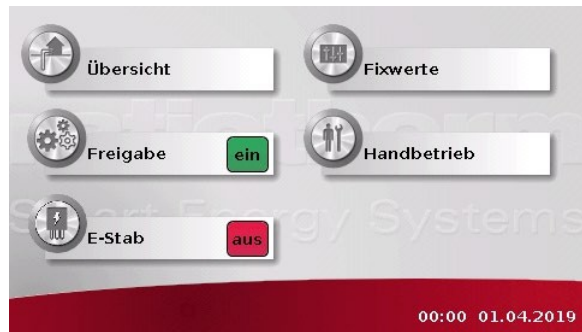 Übersicht
Fixwerte
Freigabe
ein
Handbetrieb
E-Stab
aus
Smart Energy Systems
00:00 01.04.2019